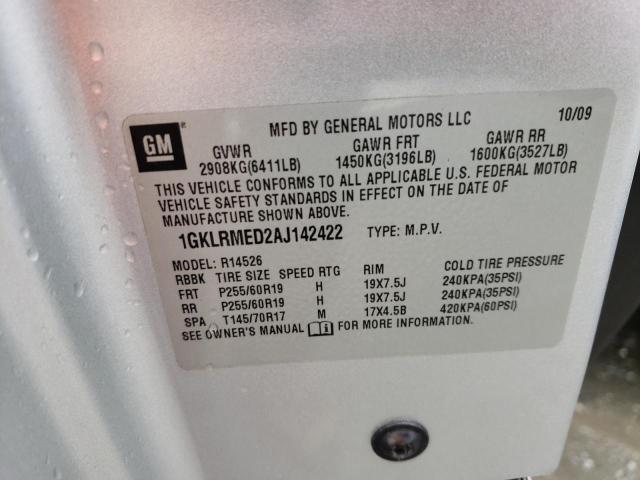 MFD BY GENERAL MOTORS LLC 10/09
GM
GVWR GAWR FRT GAWR RR
2908KG(6411LB) 1450KG(3196LB) 1600KG(3527LB)
THIS VEHICLE CONFORMS TO ALL APPLICABLE U.S. FEDERAL MOTOR
VEHICLE SAFETY STANDARDS IN EFFECT ON THE DATE OF
MANUFACTURE SHOWN ABOVE.
1GKLRMED2AJ142422 TYPE: M.P.V.
MODEL: R14526
RBBK TIRE SIZE SPEED RTG RIM COLD TIRE PRESSURE
FRT P255/60R19 H 19X7.5J 240KPA(35PSI)
RR P255/60R19 H 19X7.5J 240KPA(35PSI)
SPA T145/70R17 M 17X4.5B 420KPA(60PSI)
SEE OWNER'S MANUAL FOR MORE INFORMATION.